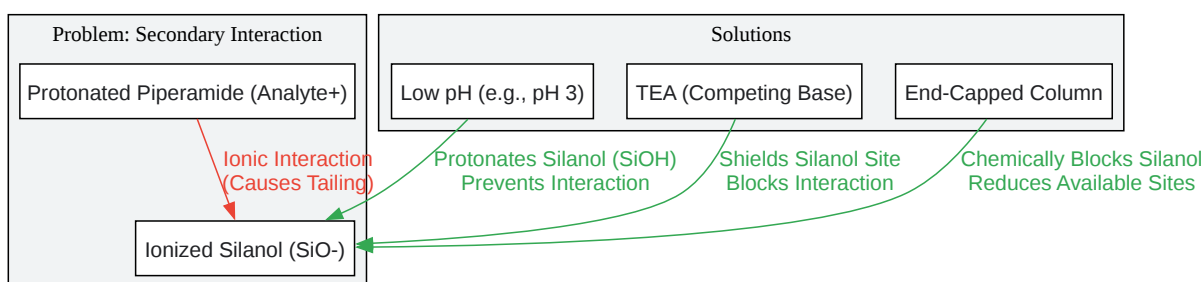 Problem: Secondary Interaction
Solutions
Protonated Piperamide (Analyte+)
Low pH (e.g., pH 3)
TEA (Competing Base)
End-Capped Column
Ionic Interaction
(Causes Tailing)
Protonates Silanol (SiOH)
Prevents Interaction
Shields Silanol Site
Blocks Interaction
Chemically Blocks Silanol
Reduces Available Sites
Ionized Silanol (SiO-)